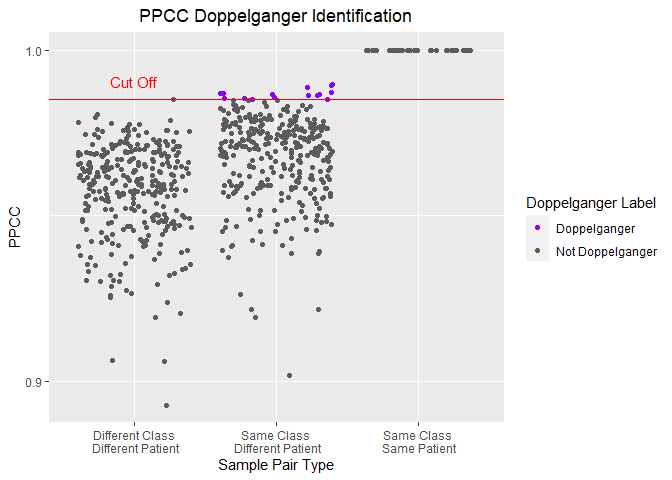 PPCC Doppelganger Identification
1.0
Cut Off
PPCC
0.9
Different Class
Different Patient
Same Class
Different Patient
Same Class
Same Patient
Sample Pair Type
Doppelganger Label
Doppelganger
Not Doppelganger